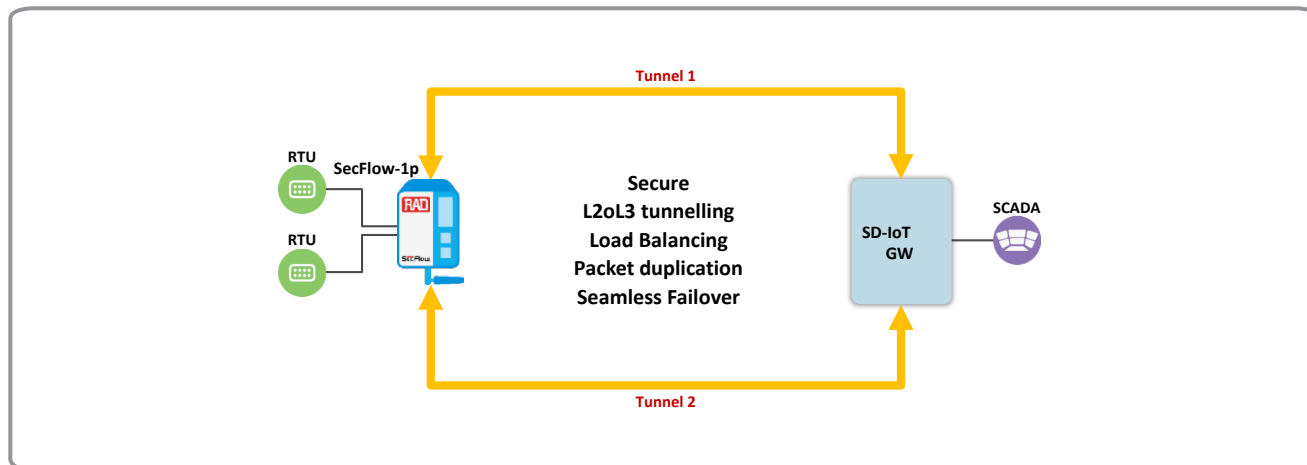 Tunnel 1
RTU
SecFlow-1p
RAD
SecFlow
RTU
Secure
L2oL3 tunnelling
Load Balancing
Packet duplication
Seamless Failover
SD-IoT
GW
SCADA
Tunnel 2